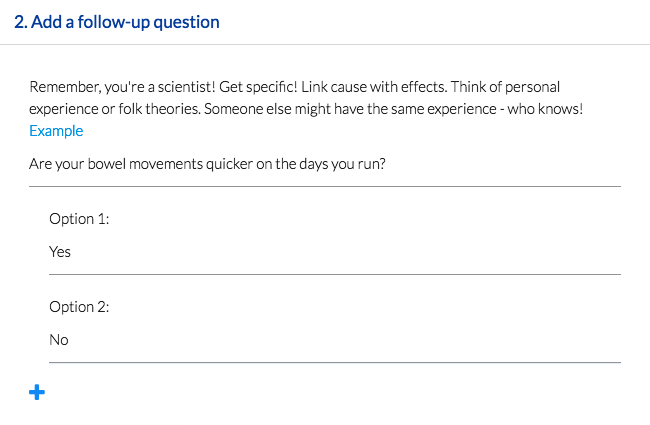 2. Add a follow-up question
Remember, you're a scientist! Get specific! Link cause with effects. Think of personal
experience or folk theories. Someone else might have the same experience - who knows!
Example
Are your bowel movements quicker on the days you run?
Option 1:
Yes
Option 2:
No